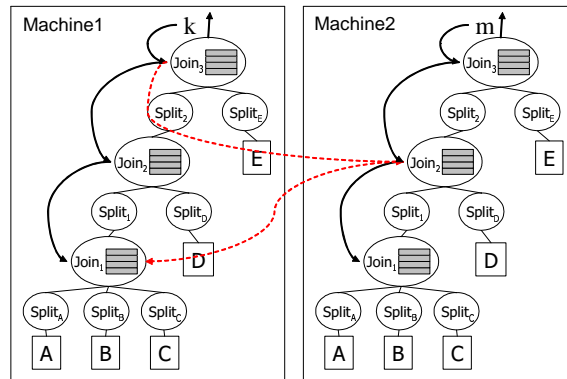 Machine1
k
Join3
Split2
SplitE
E
Join2
Split1
SplitD
D
Join1
SplitA
SplitB
SplitC
A
B
C
Machine2
m
Join3
Split2
SplitE
E
Join2
Split1
SplitD
D
Join1
SplitA
SplitB
SplitC
A
B
C